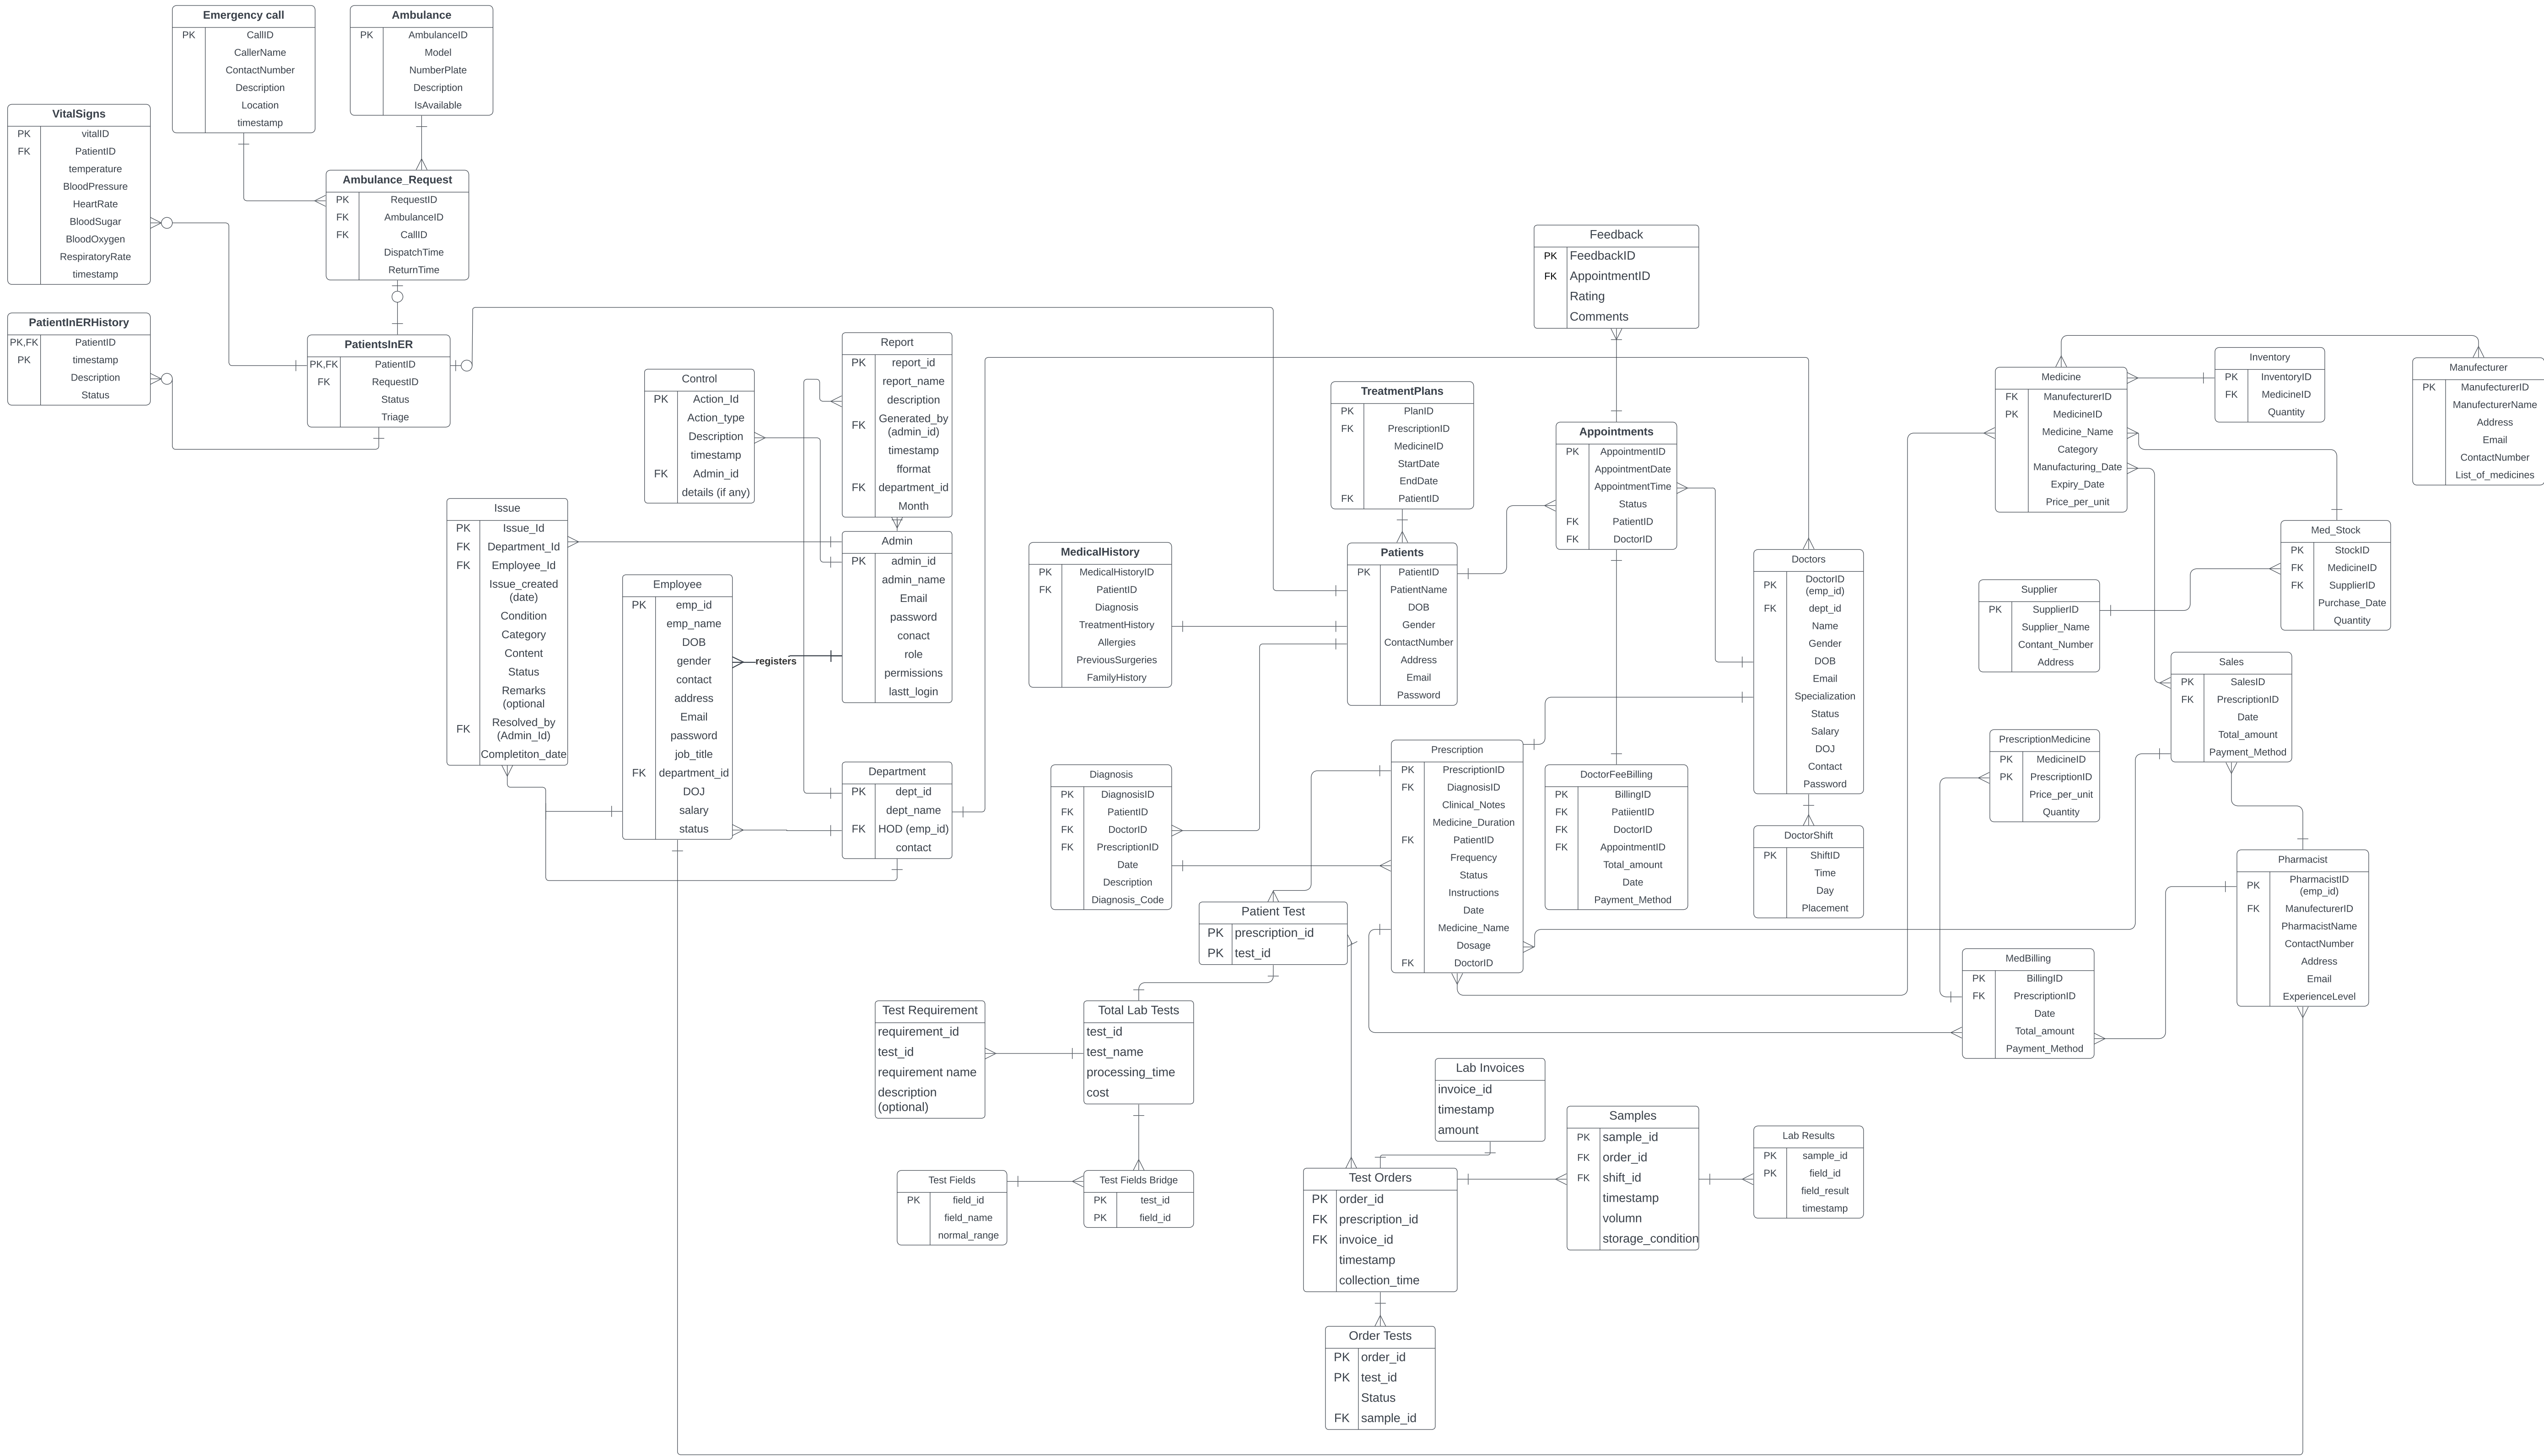 Emergency call
PK CallID
CallerName
ContactNumber
Description
Location
timestamp
Ambulance
PK AmbulanceID
Model
NumberPlate
Description
IsAvailable
VitalSigns
PK vitalID
FK PatientID
temperature
BloodPressure
HeartRate
BloodSugar
BloodOxygen
RespiratoryRate
timestamp
Ambulance_Request
PK RequestID
FK AmbulanceID
FK CallID
DispatchTime
ReturnTime
PatientInERHistory
PK,FK PatientID
PK timestamp
Description
Status
PatientsInER
PK,FK PatientID
FK RequestID
Status
Triage
Control
PK Action_Id
Action_type
Description
timestamp
FK Admin_id
details (if any)
Report
PK report_id
report_name
description
FK Generated_by
(admin_id)
timestamp
fformat
FK department_id
Month
Issue
PK Issue_Id
FK Department_Id
FK Employee_Id
Issue_created
(date)
Condition
Category
Content
Status
Remarks
(optional
FK Resolved_by
(Admin_Id)
Completiton_date
Employee
PK emp_id
emp_name
DOB
gender
contact
address
Email
password
job_title
FK department_id
DOJ
salary
status
registers
Admin
PK admin_id
admin_name
Email
password
conact
role
permissions
lastt_login
Department
PK dept_id
dept_name
FK HOD (emp_id)
contact
Feedback
PK FeedbackID
FK AppointmentID
Rating
Comments
TreatmentPlans
PK PlanID
FK PrescriptionID
MedicineID
StartDate
EndDate
FK PatientID
Appointments
PK AppointmentID
AppointmentDate
AppointmentTime
Status
FK PatientID
FK DoctorID
MedicalHistory
PK MedicalHistoryID
FK PatientID
Diagnosis
TreatmentHistory
Allergies
PreviousSurgeries
FamilyHistory
Patients
PK PatientID
PatientName
DOB
Gender
ContactNumber
Address
Email
Password
Doctors
PK DoctorID
(emp_id)
FK dept_id
Name
Gender
DOB
Email
Specialization
Status
Salary
DOJ
Contact
Password
Diagnosis
PK DiagnosisID
FK PatientID
FK DoctorID
FK PrescriptionID
Date
Description
Diagnosis_Code
Prescription
PK PrescriptionID
FK DiagnosisID
Clinical_Notes
Medicine_Duration
FK PatientID
Frequency
Status
Instructions
Date
Medicine_Name
Dosage
FK DoctorID
DoctorFeeBilling
PK BillingID
FK PatiientID
FK DoctorID
FK AppointmentID
Total_amount
Date
Payment_Method
DoctorShift
PK ShiftID
Time
Day
Placement
Medicine
FK ManufacturerID
PK MedicineID
Medicine_Name
Category
Manufacturing_Date
Expiry_Date
Price_per_unit
Inventory
PK InventoryID
FK MedicineID
Quantity
Manufacturer
PK ManufacturerID
ManufacturerName
Address
Email
ContactNumber
List_of_medicines
Med_Stock
PK StockID
FK MedicineID
FK SupplierID
Purchase_Date
Quantity
Supplier
PK SupplierID
Supplier_Name
Contant_Number
Address
Sales
PK SalesID
FK PrescriptionID
Date
Total_amount
Payment_Method
PrescriptionMedicine
PK MedicineID
PK PrescriptionID
Price_per_unit
Quantity
Pharmacist
PK PharmacistID
(emp_id)
FK ManufacturerID
PharmacistName
ContactNumber
Address
Email
ExperienceLevel
MedBilling
PK BillingID
FK PrescriptionID
Date
Total_amount
Payment_Method
Patient Test
PK prescription_id
PK test_id
Test Requirement
requirement_id
test_id
requirement name
description
(optional)
Total Lab Tests
test_id
test_name
processing_time
cost
Lab Invoices
invoice_id
timestamp
amount
Samples
PK sample_id
FK order_id
FK shift_id
timestamp
volumn
storage_condition
Lab Results
PK sample_id
PK field_id
field_result
timestamp
Test Fields
PK field_id
field_name
normal_range
Test Fields Bridge
PK test_id
PK field_id
Test Orders
PK order_id
FK prescription_id
FK invoice_id
timestamp
collection_time
Order Tests
PK order_id
PK test_id
Status
FK sample_id